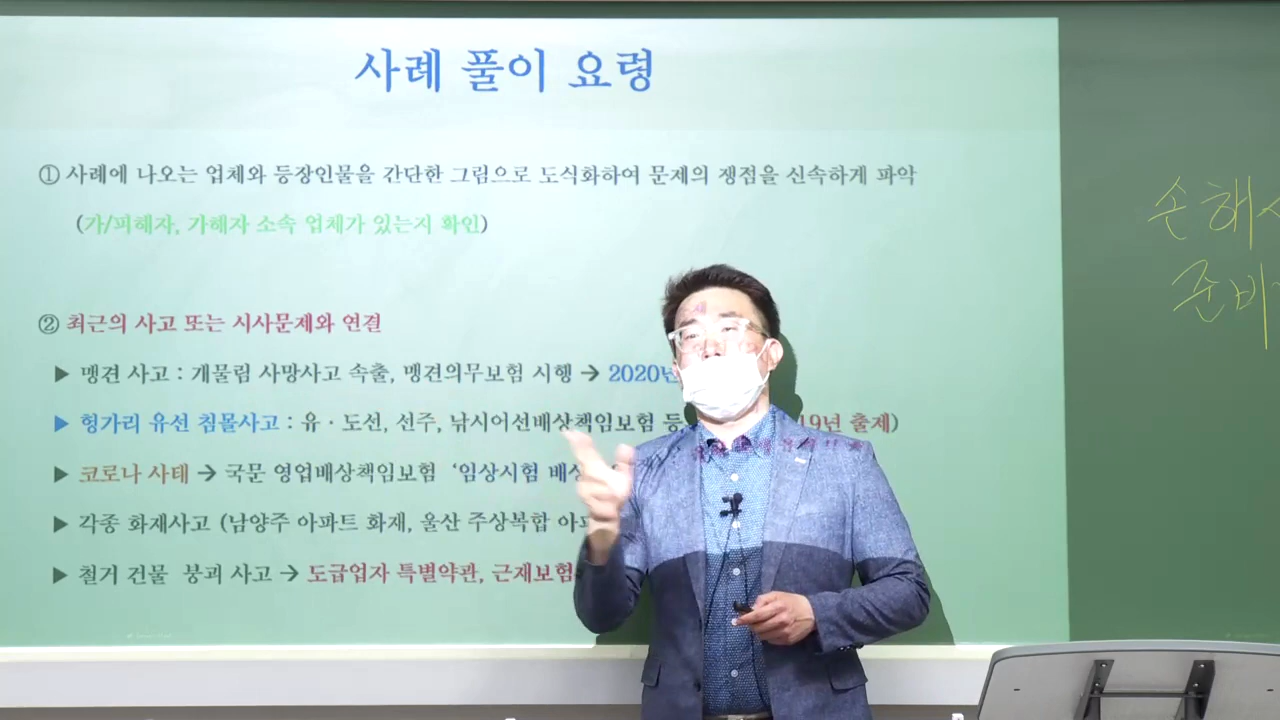 사례 풀이 요령
① 사례에 나오는 업체와 등장인물을 간단한 그림으로 도식화하여 문제의 쟁점을 신속하게 파악
(가/피해자, 가해자 소속 업체가 있는지 확인)
② 최근의 사고 또는 시사문제와 연결
▶ 맹견 사고 : 개물림 사망사고 속출, 맹견의무보험 시행 → 2020년
▶ 헝가리 유선 침몰사고 : 유 · 도선, 선주, 낚시어선배상책임보험 등 19년 출제)
▶ 코로나 사태 → 국문 영업배상책임보험 ‘임상시험 배상
▶ 각종 화재사고 (남양주 아파트 화재, 울산 주상복합 아파
▶ 철거 건물 붕괴 사고 → 도급업자 특별약관, 근재보험
손해사
준비